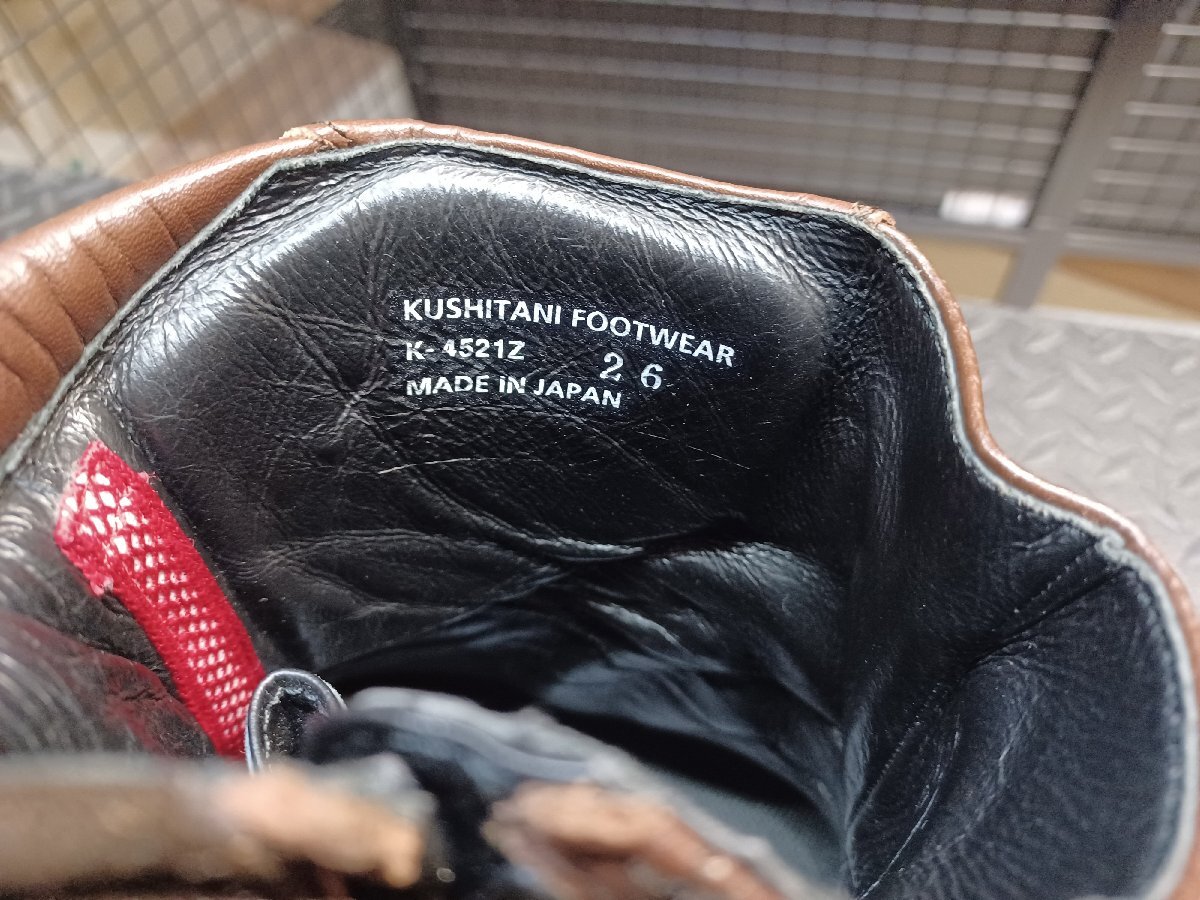 KUSHITANI FOOTWEAR
K-4521Z 26
MADE IN JAPAN